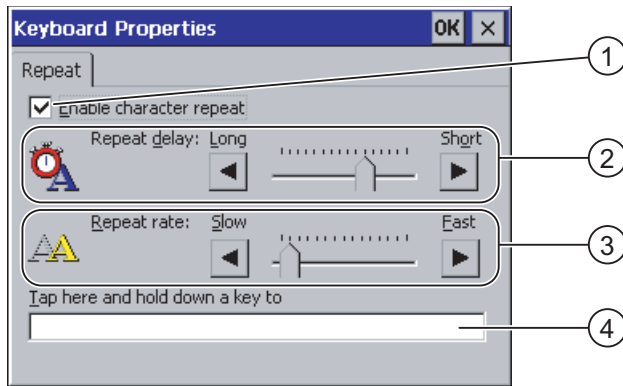 Keyboard Properties OK ×
Repeat
Enable character repeat
Repeat delay: Long Short
Repeat rate: Slow Fast
Tap here and hold down a key to
1
2
3
4